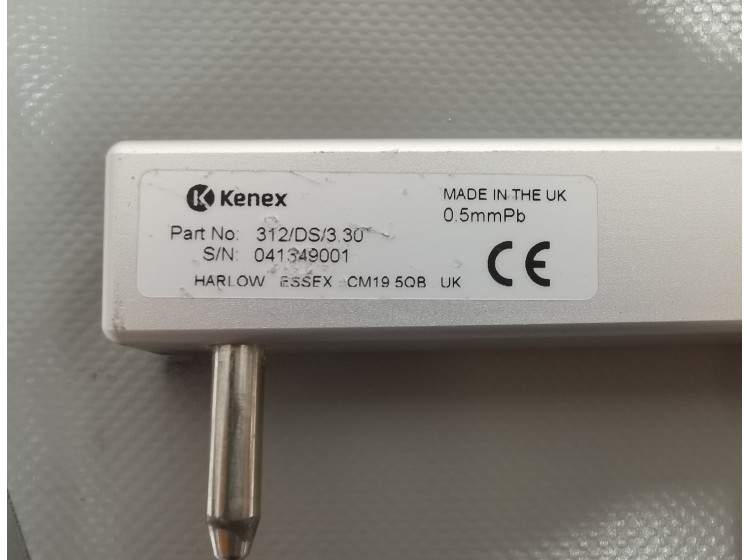 Kenex
MADE IN THE UK
0.5mmPb
Part No: 312/DS/3.30
S/N: 041349001
HARLOW ESSEX CM19 5QB UK
CE